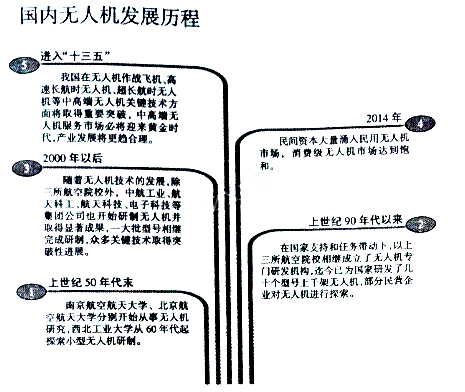 国内无人机发展历程
进入“十三五”
5
我国在无人机作战飞机、高
速长航时无人机、超长航时无人
机等中高端无人机关键技术方
面将取得重要突破，中高端无
人机服务市场必将迎来黄金时
代，产业发展将更趋合理。
2014年
4
民间资本大量涌入民用无人机
市场，消费级无人机市场达到饱
和。
2000年以后
3
随着无人机技术的发展，除
三所航空院校外，中航工业、航
天科工、航天科技、电子科技等
集团公司也开始研制无人机并
取得显著成果，一大批型号相继
完成研制，众多关键技术取得突
破性进展。
上世纪90年代以来
2
在国家支持和任务带动下，以上
三所航空院校相继成立了无人机专
门研发机构，迄今已为国家研发了几
十个型号上千架无人机，部分民营企
业对无人机进行探索。
上世纪50年代末
1
南京航空航天大学、北京航
空航天大学分别开始从事无人机
研究，西北工业大学从60年代起
探索小型无人机研制。